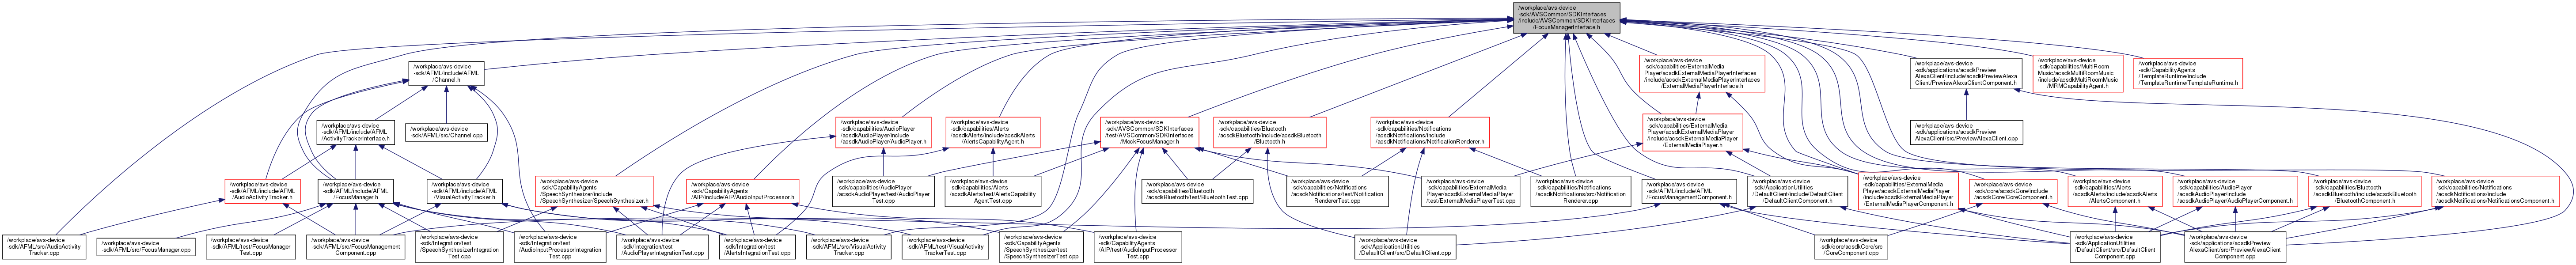 /workplace/avs-device
-sdk/AVSCommon/SDKInterfaces
/include/AVSCommon/SDKInterfaces
/FocusManagerInterface.h
/workplace/avs-device
-sdk/AFML/include/AFML
/Channel.h
/workplace/avs-device
-sdk/capabilities/ExternalMedia
Player/acsdkExternalMediaPlayerInterfaces
/include/acsdkExternalMediaPlayerInterfaces
/ExternalMediaPlayerInterface.h
/workplace/avs-device
-sdk/applications/acsdkPreview
AlexaClient/include/acsdkPreviewAlexa
Client/PreviewAlexaClientComponent.h
/workplace/avs-device
-sdk/capabilities/MultiRoom
Music/acsdkMultiRoomMusic
/include/acsdkMultiRoomMusic
/MRMCapabilityAgent.h
/workplace/avs-device
-sdk/CapabilityAgents
/TemplateRuntime/include
/TemplateRuntime/TemplateRuntime.h
/workplace/avs-device
-sdk/AFML/include/AFML
/ActivityTrackerInterface.h
/workplace/avs-device
-sdk/AFML/src/Channel.cpp
/workplace/avs-device
-sdk/capabilities/AudioPlayer
/acsdkAudioPlayer/include
/acsdkAudioPlayer/AudioPlayer.h
/workplace/avs-device
-sdk/capabilities/Alerts
/acsdkAlerts/include/acsdkAlerts
/AlertsCapabilityAgent.h
/workplace/avs-device
-sdk/AVSCommon/SDKInterfaces
/test/AVSCommon/SDKInterfaces
/MockFocusManager.h
/workplace/avs-device
-sdk/capabilities/Bluetooth
/acsdkBluetooth/include/acsdkBluetooth
/Bluetooth.h
/workplace/avs-device
-sdk/capabilities/Notifications
/acsdkNotifications/include
/acsdkNotifications/NotificationRenderer.h
/workplace/avs-device
-sdk/capabilities/ExternalMedia
Player/acsdkExternalMediaPlayer
/include/acsdkExternalMediaPlayer
/ExternalMediaPlayer.h
/workplace/avs-device
-sdk/applications/acsdkPreview
AlexaClient/src/PreviewAlexaClient.cpp
/workplace/avs-device
-sdk/AFML/include/AFML
/AudioActivityTracker.h
/workplace/avs-device
-sdk/AFML/include/AFML
/FocusManager.h
/workplace/avs-device
-sdk/AFML/include/AFML
/VisualActivityTracker.h
/workplace/avs-device
-sdk/CapabilityAgents
/SpeechSynthesizer/include
/SpeechSynthesizer/SpeechSynthesizer.h
/workplace/avs-device
-sdk/CapabilityAgents
/AIP/include/AIP/AudioInputProcessor.h
/workplace/avs-device
-sdk/capabilities/AudioPlayer
/acsdkAudioPlayer/test/AudioPlayer
Test.cpp
/workplace/avs-device
-sdk/capabilities/Alerts
/acsdkAlerts/test/AlertsCapability
AgentTest.cpp
/workplace/avs-device
-sdk/capabilities/Bluetooth
/acsdkBluetooth/test/BluetoothTest.cpp
/workplace/avs-device
-sdk/capabilities/Notifications
/acsdkNotifications/test/Notification
RendererTest.cpp
/workplace/avs-device
-sdk/capabilities/ExternalMedia
Player/acsdkExternalMediaPlayer
/test/ExternalMediaPlayerTest.cpp
/workplace/avs-device
-sdk/capabilities/Notifications
/acsdkNotifications/src/Notification
Renderer.cpp
/workplace/avs-device
-sdk/AFML/include/AFML
/FocusManagementComponent.h
/workplace/avs-device
-sdk/ApplicationUtilities
/DefaultClient/include/DefaultClient
/DefaultClientComponent.h
/workplace/avs-device
-sdk/capabilities/ExternalMedia
Player/acsdkExternalMediaPlayer
/include/acsdkExternalMediaPlayer
/ExternalMediaPlayerComponent.h
/workplace/avs-device
-sdk/core/acsdkCore/include
/acsdkCore/CoreComponent.h
/workplace/avs-device
-sdk/capabilities/Alerts
/acsdkAlerts/include/acsdkAlerts
/AlertsComponent.h
/workplace/avs-device
-sdk/capabilities/AudioPlayer
/acsdkAudioPlayer/include
/acsdkAudioPlayer/AudioPlayerComponent.h
/workplace/avs-device
-sdk/capabilities/Bluetooth
/acsdkBluetooth/include/acsdkBluetooth
/BluetoothComponent.h
/workplace/avs-device
-sdk/capabilities/Notifications
/acsdkNotifications/include
/acsdkNotifications/NotificationsComponent.h
/workplace/avs-device
-sdk/AFML/src/AudioActivity
Tracker.cpp
/workplace/avs-device
-sdk/AFML/src/FocusManager.cpp
/workplace/avs-device
-sdk/AFML/test/FocusManager
Test.cpp
/workplace/avs-device
-sdk/AFML/src/FocusManagement
Component.cpp
/workplace/avs-device
-sdk/Integration/test
/SpeechSynthesizerIntegration
Test.cpp
/workplace/avs-device
-sdk/Integration/test
/AudioInputProcessorIntegration
Test.cpp
/workplace/avs-device
-sdk/Integration/test
/AudioPlayerIntegrationTest.cpp
/workplace/avs-device
-sdk/Integration/test
/AlertsIntegrationTest.cpp
/workplace/avs-device
-sdk/AFML/src/VisualActivity
Tracker.cpp
/workplace/avs-device
-sdk/AFML/test/VisualActivity
TrackerTest.cpp
/workplace/avs-device
-sdk/CapabilityAgents
/SpeechSynthesizer/test
/SpeechSynthesizerTest.cpp
/workplace/avs-device
-sdk/CapabilityAgents
/AIP/test/AudioInputProcessor
Test.cpp
/workplace/avs-device
-sdk/ApplicationUtilities
/DefaultClient/src/DefaultClient.cpp
/workplace/avs-device
-sdk/core/acsdkCore/src
/CoreComponent.cpp
/workplace/avs-device
-sdk/ApplicationUtilities
/DefaultClient/src/DefaultClient
Component.cpp
/workplace/avs-device
-sdk/applications/acsdkPreview
AlexaClient/src/PreviewAlexaClient
Component.cpp